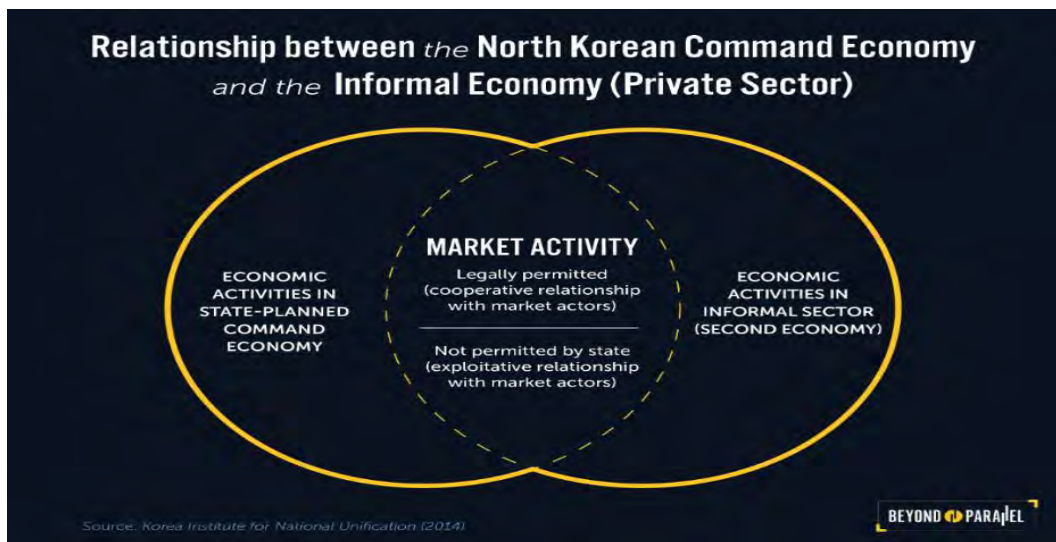 Relationship between the North Korean Command Economy
and the Informal Economy (Private Sector)
ECONOMIC
ACTIVITIES IN
STATE-PLANNED
COMMAND
ECONOMY
MARKET ACTIVITY
Legally permitted
(cooperative relationship
with market actors)
Not permitted by state
(exploitative relationship
with market actors)
ECONOMIC
ACTIVITIES IN
INFORMAL SECTOR
(SECOND ECONOMY)
Source: Korea Institute for National Unification (2014)
BEYOND PARALLEL